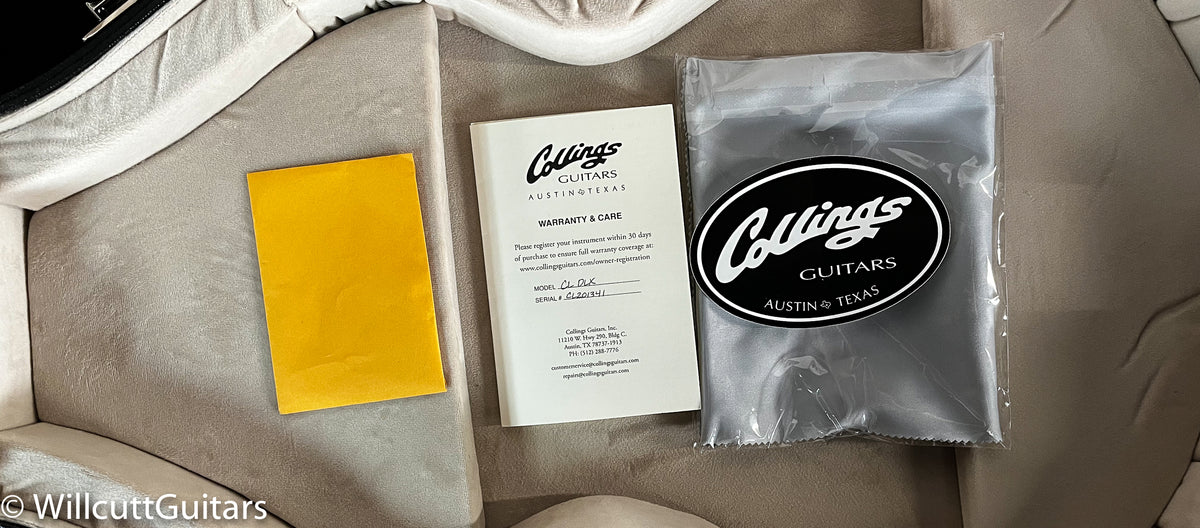 Collings
GUITARS
AUSTIN TEXAS
WARRANTY & CARE
Please register your instrument within 30 days
of purchase to ensure full warranty coverage at:
www.collingsguitars.com/owner-registration
MODEL CL DLX
SERIAL # CL201341
Collings Guitars, Inc.
11210 W. Hwy 290, Bldg C.
Austin, TX 78737-1913
PH: (512) 288-7776
customerservice@collingsguitars.com
repairs@collingsguitars.com
Collings
GUITARS
AUSTIN TEXAS
© WillcuttGuitars